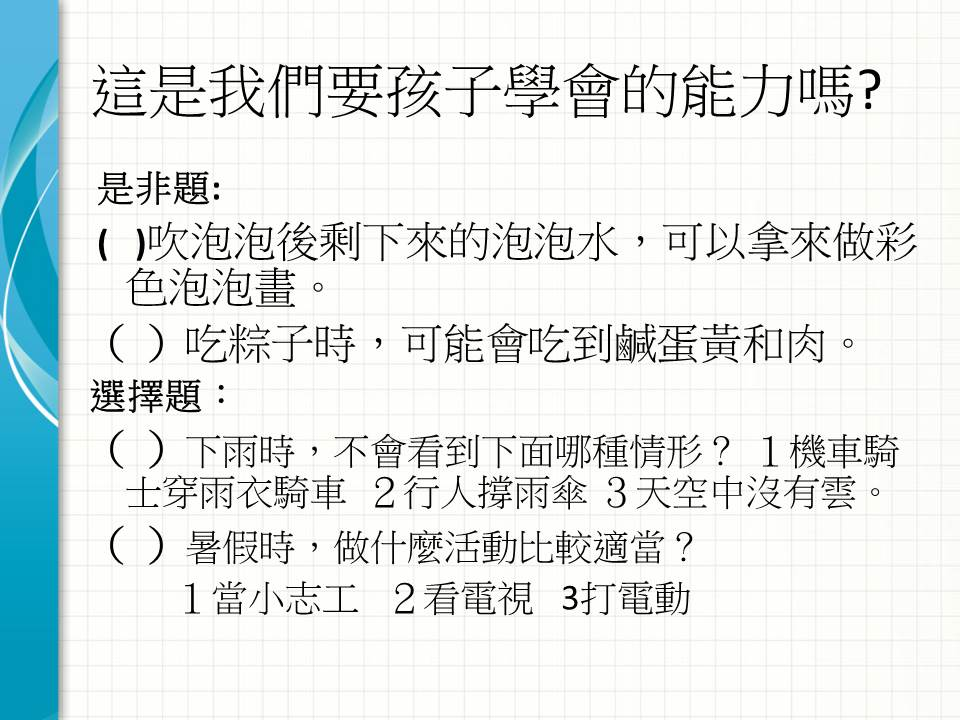 這是我們要孩子學會的能力嗎?
是非題:
(   )吹泡泡後剩下來的泡泡水，可以拿來做彩
色泡泡畫。
（  ）吃粽子時，可能會吃到鹹蛋黃和肉。
選擇題：
（  ）下雨時，不會看到下面哪種情形？ １機車騎
士穿雨衣騎車  ２行人撐雨傘 ３天空中沒有雲。
（  ）暑假時，做什麼活動比較適當？
１當小志工   ２看電視   3打電動